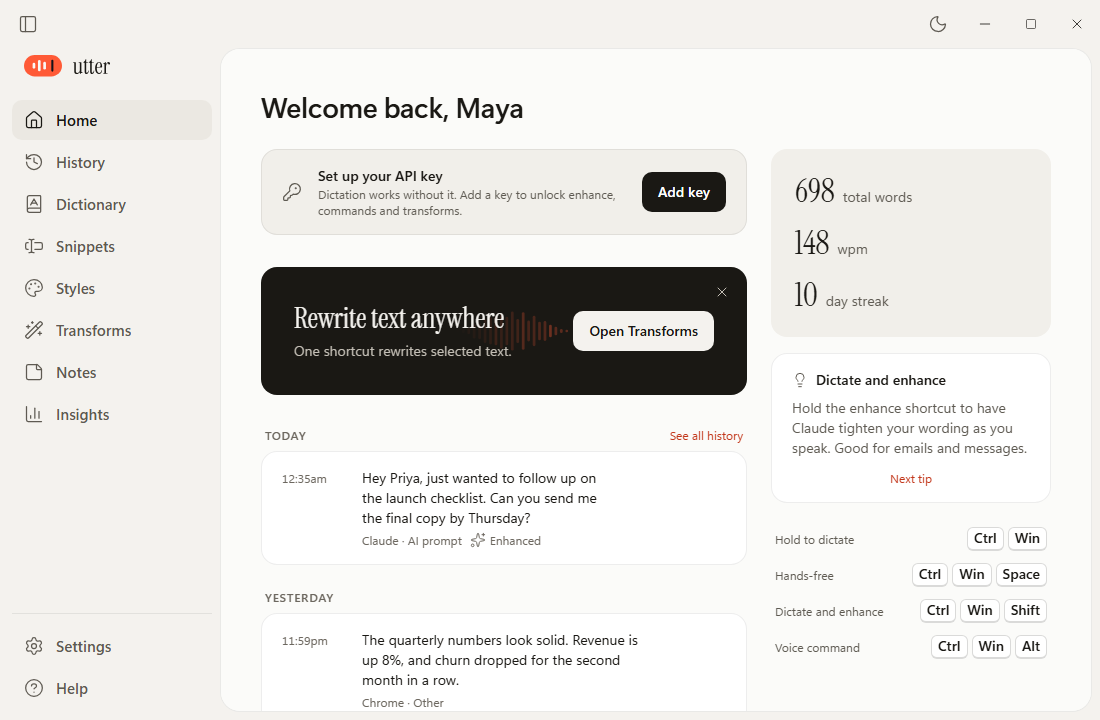 utter
Home
History
Dictionary
Snippets
Styles
Transforms
Notes
Insights
Settings
Help
Welcome back, Maya
Set up your API key
Dictation works without it. Add a key to unlock enhance,
commands and transforms.
Add key
Rewrite text anywhere
One shortcut rewrites selected text.
Open Transforms
TODAY
See all history
12:35am
Hey Priya, just wanted to follow up on
the launch checklist. Can you send me
the final copy by Thursday?
Claude · AI prompt Enhanced
YESTERDAY
11:59pm
The quarterly numbers look solid. Revenue is
up 8%, and churn dropped for the second
month in a row.
Chrome · Other
698 total words
148 wpm
10 day streak
Dictate and enhance
Hold the enhance shortcut to have
Claude tighten your wording as you
speak. Good for emails and messages.
Next tip
Hold to dictate Ctrl Win
Hands-free Ctrl Win Space
Dictate and enhance Ctrl Win Shift
Voice command Ctrl Win Alt